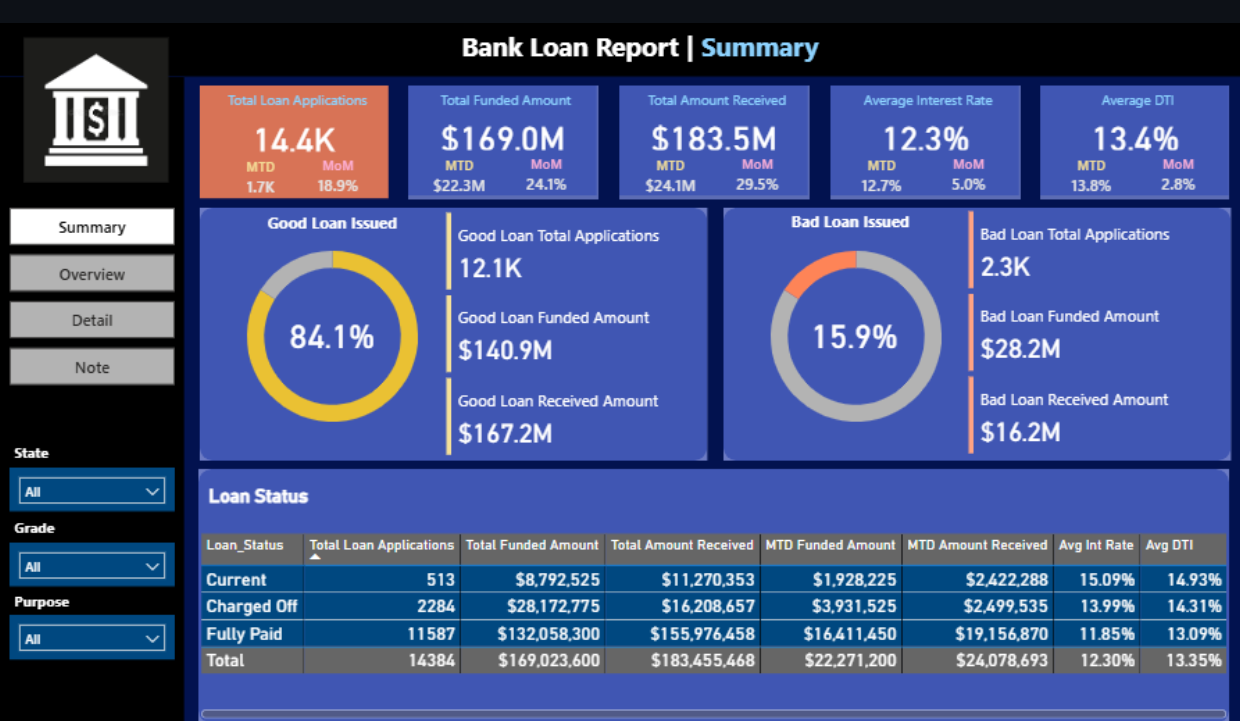 Bank Loan Report | Summary
$
Summary
Overview
Detail
Note
State
All
Grade
All
Purpose
All
Total Loan Applications
14.4K
MTD MoM
1.7K 18.9%
Total Funded Amount
$169.0M
MTD MoM
$22.3M 24.1%
Total Amount Received
$183.5M
MTD MoM
$24.1M 29.5%
Average Interest Rate
12.3%
MTD MoM
12.7% 5.0%
Average DTI
13.4%
MTD MoM
13.8% 2.8%
Good Loan Issued
84.1%
Good Loan Total Applications
12.1K
Good Loan Funded Amount
$140.9M
Good Loan Received Amount
$167.2M
Bad Loan Issued
15.9%
Bad Loan Total Applications
2.3K
Bad Loan Funded Amount
$28.2M
Bad Loan Received Amount
$16.2M
Loan Status
Loan_Status Total Loan Applications Total Funded Amount Total Amount Received MTD Funded Amount MTD Amount Received Avg Int Rate Avg DTI
Current 513 $8,792,525 $11,270,353 $1,928,225 $2,422,288 15.09% 14.93%
Charged Off 2284 $28,172,775 $16,208,657 $3,931,525 $2,499,535 13.99% 14.31%
Fully Paid 11587 $132,058,300 $155,976,458 $16,411,450 $19,156,870 11.85% 13.09%
Total 14384 $169,023,600 $183,455,468 $22,271,200 $24,078,693 12.30% 13.35%